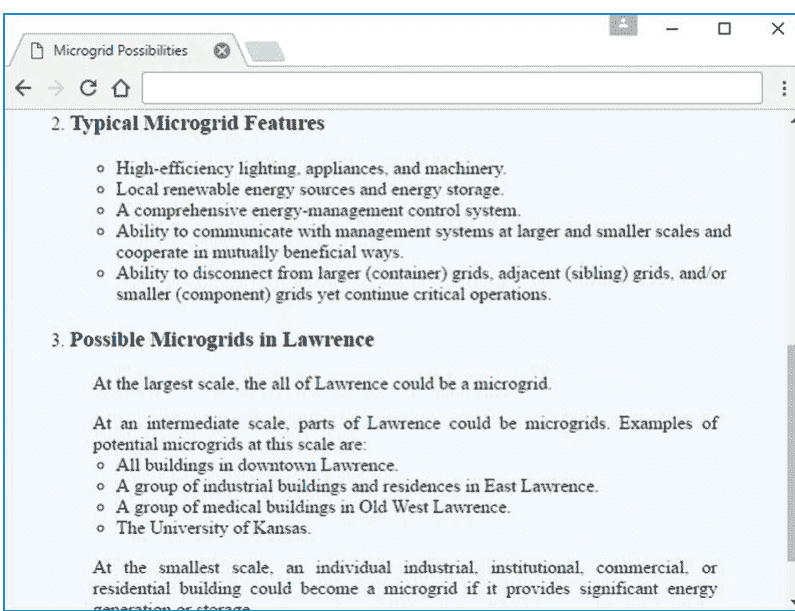 Microgrid Possibilities
2. Typical Microgrid Features
High-efficiency lighting, appliances, and machinery.
Local renewable energy sources and energy storage.
A comprehensive energy-management control system.
Ability to communicate with management systems at larger and smaller scales and
cooperate in mutually beneficial ways.
Ability to disconnect from larger (container) grids, adjacent (sibling) grids, and/or
smaller (component) grids yet continue critical operations.
3. Possible Microgrids in Lawrence
At the largest scale, the all of Lawrence could be a microgrid.
At an intermediate scale, parts of Lawrence could be microgrids. Examples of
potential microgrids at this scale are:
All buildings in downtown Lawrence.
A group of industrial buildings and residences in East Lawrence.
A group of medical buildings in Old West Lawrence.
The University of Kansas.
At the smallest scale, an individual industrial, institutional, commercial, or
residential building could become a microgrid if it provides significant energy
generation or storage.